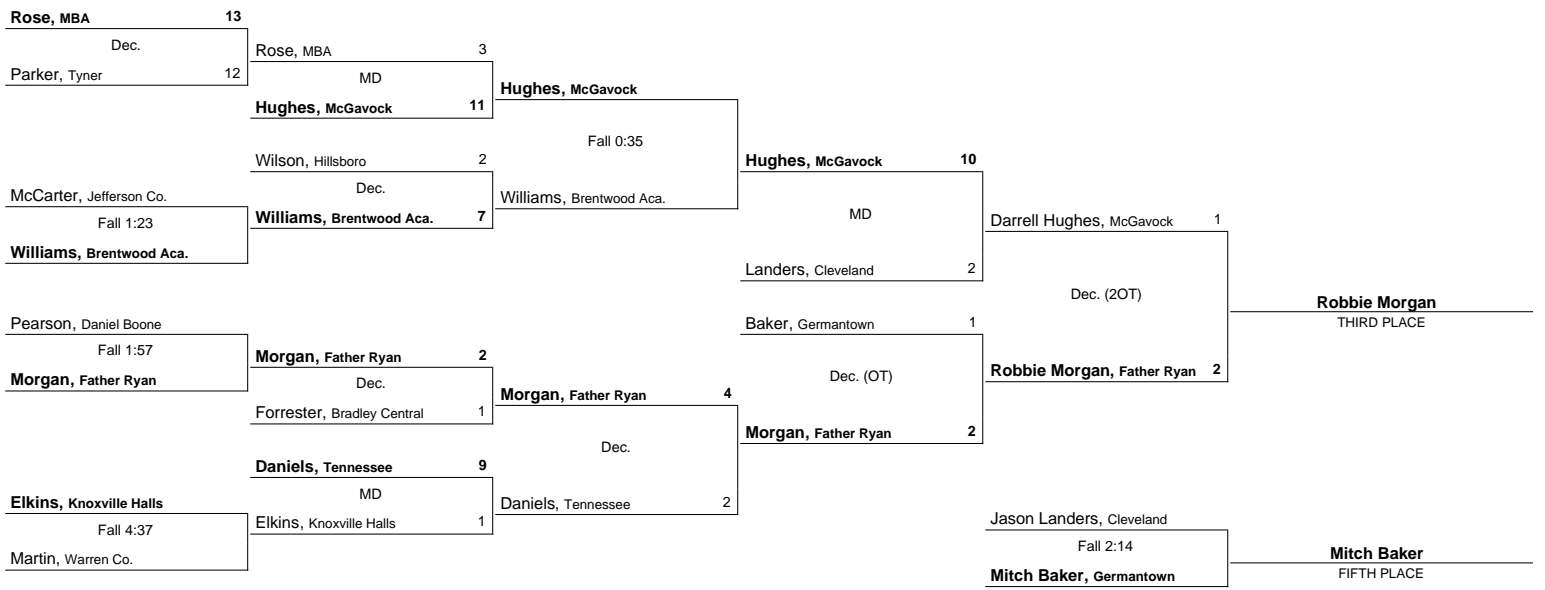 Rose, MBA 13
Dec.
Parker, Tyner 12
McCarter, Jefferson Co.
Fall 1:23
Williams, Brentwood Aca.
Pearson, Daniel Boone
Fall 1:57
Morgan, Father Ryan
Elkins, Knoxville Halls
Fall 4:37
Martin, Warren Co.
Rose, MBA 3
MD
Hughes, McGavock 11
Wilson, Hillsboro 2
Dec.
Williams, Brentwood Aca. 7
Morgan, Father Ryan 2
Dec.
Forrester, Bradley Central 1
Daniels, Tennessee 9
MD
Elkins, Knoxville Halls 1
Hughes, McGavock
Fall 0:35
Williams, Brentwood Aca.
Morgan, Father Ryan 4
Dec.
Daniels, Tennessee 2
Hughes, McGavock 10
MD
Landers, Cleveland 2
Baker, Germantown 1
Dec. (OT)
Morgan, Father Ryan 2
Darrell Hughes, McGavock 1
Dec. (2OT)
Robbie Morgan, Father Ryan 2
Jason Landers, Cleveland
Fall 2:14
Mitch Baker, Germantown
Robbie Morgan
THIRD PLACE
Mitch Baker
FIFTH PLACE